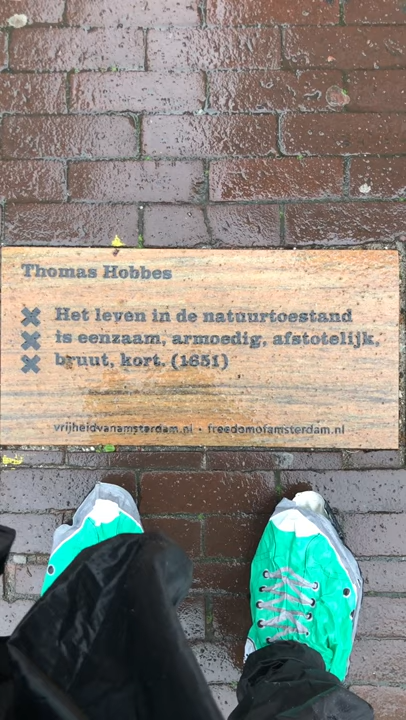 Thomas Hobbes
Het leven in de natuurtoestand
is eenzaam, armoedig, afstotelijk,
bruut, kort. (1651)
vrijheidvanamsterdam.nl • freedomofamsterdam.nl